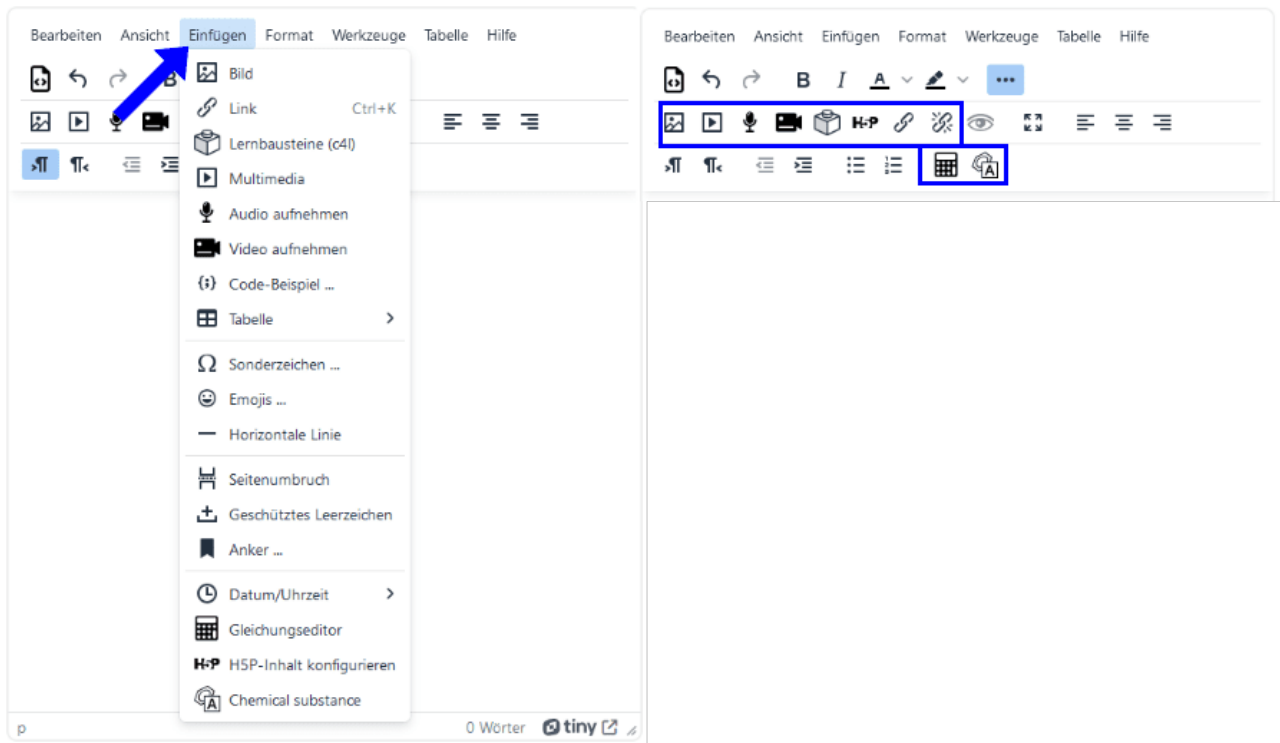 Bearbeiten Ansicht Einfügen Format Werkzeuge Tabelle Hilfe
B
Bild
Link Ctrl+K
Lernbausteine (c4l)
Multimedia
Audio aufnehmen
Video aufnehmen
Code-Beispiel ...
Tabelle
Sonderzeichen ...
Emojis ...
Horizontale Linie
Seitenumbruch
Geschütztes Leerzeichen
Anker ...
Datum/Uhrzeit
Gleichungseditor
H5P H5P-Inhalt konfigurieren
A Chemical substance
p 0 Wörter tiny
Bearbeiten Ansicht Einfügen Format Werkzeuge Tabelle Hilfe
B I A
H5P
A